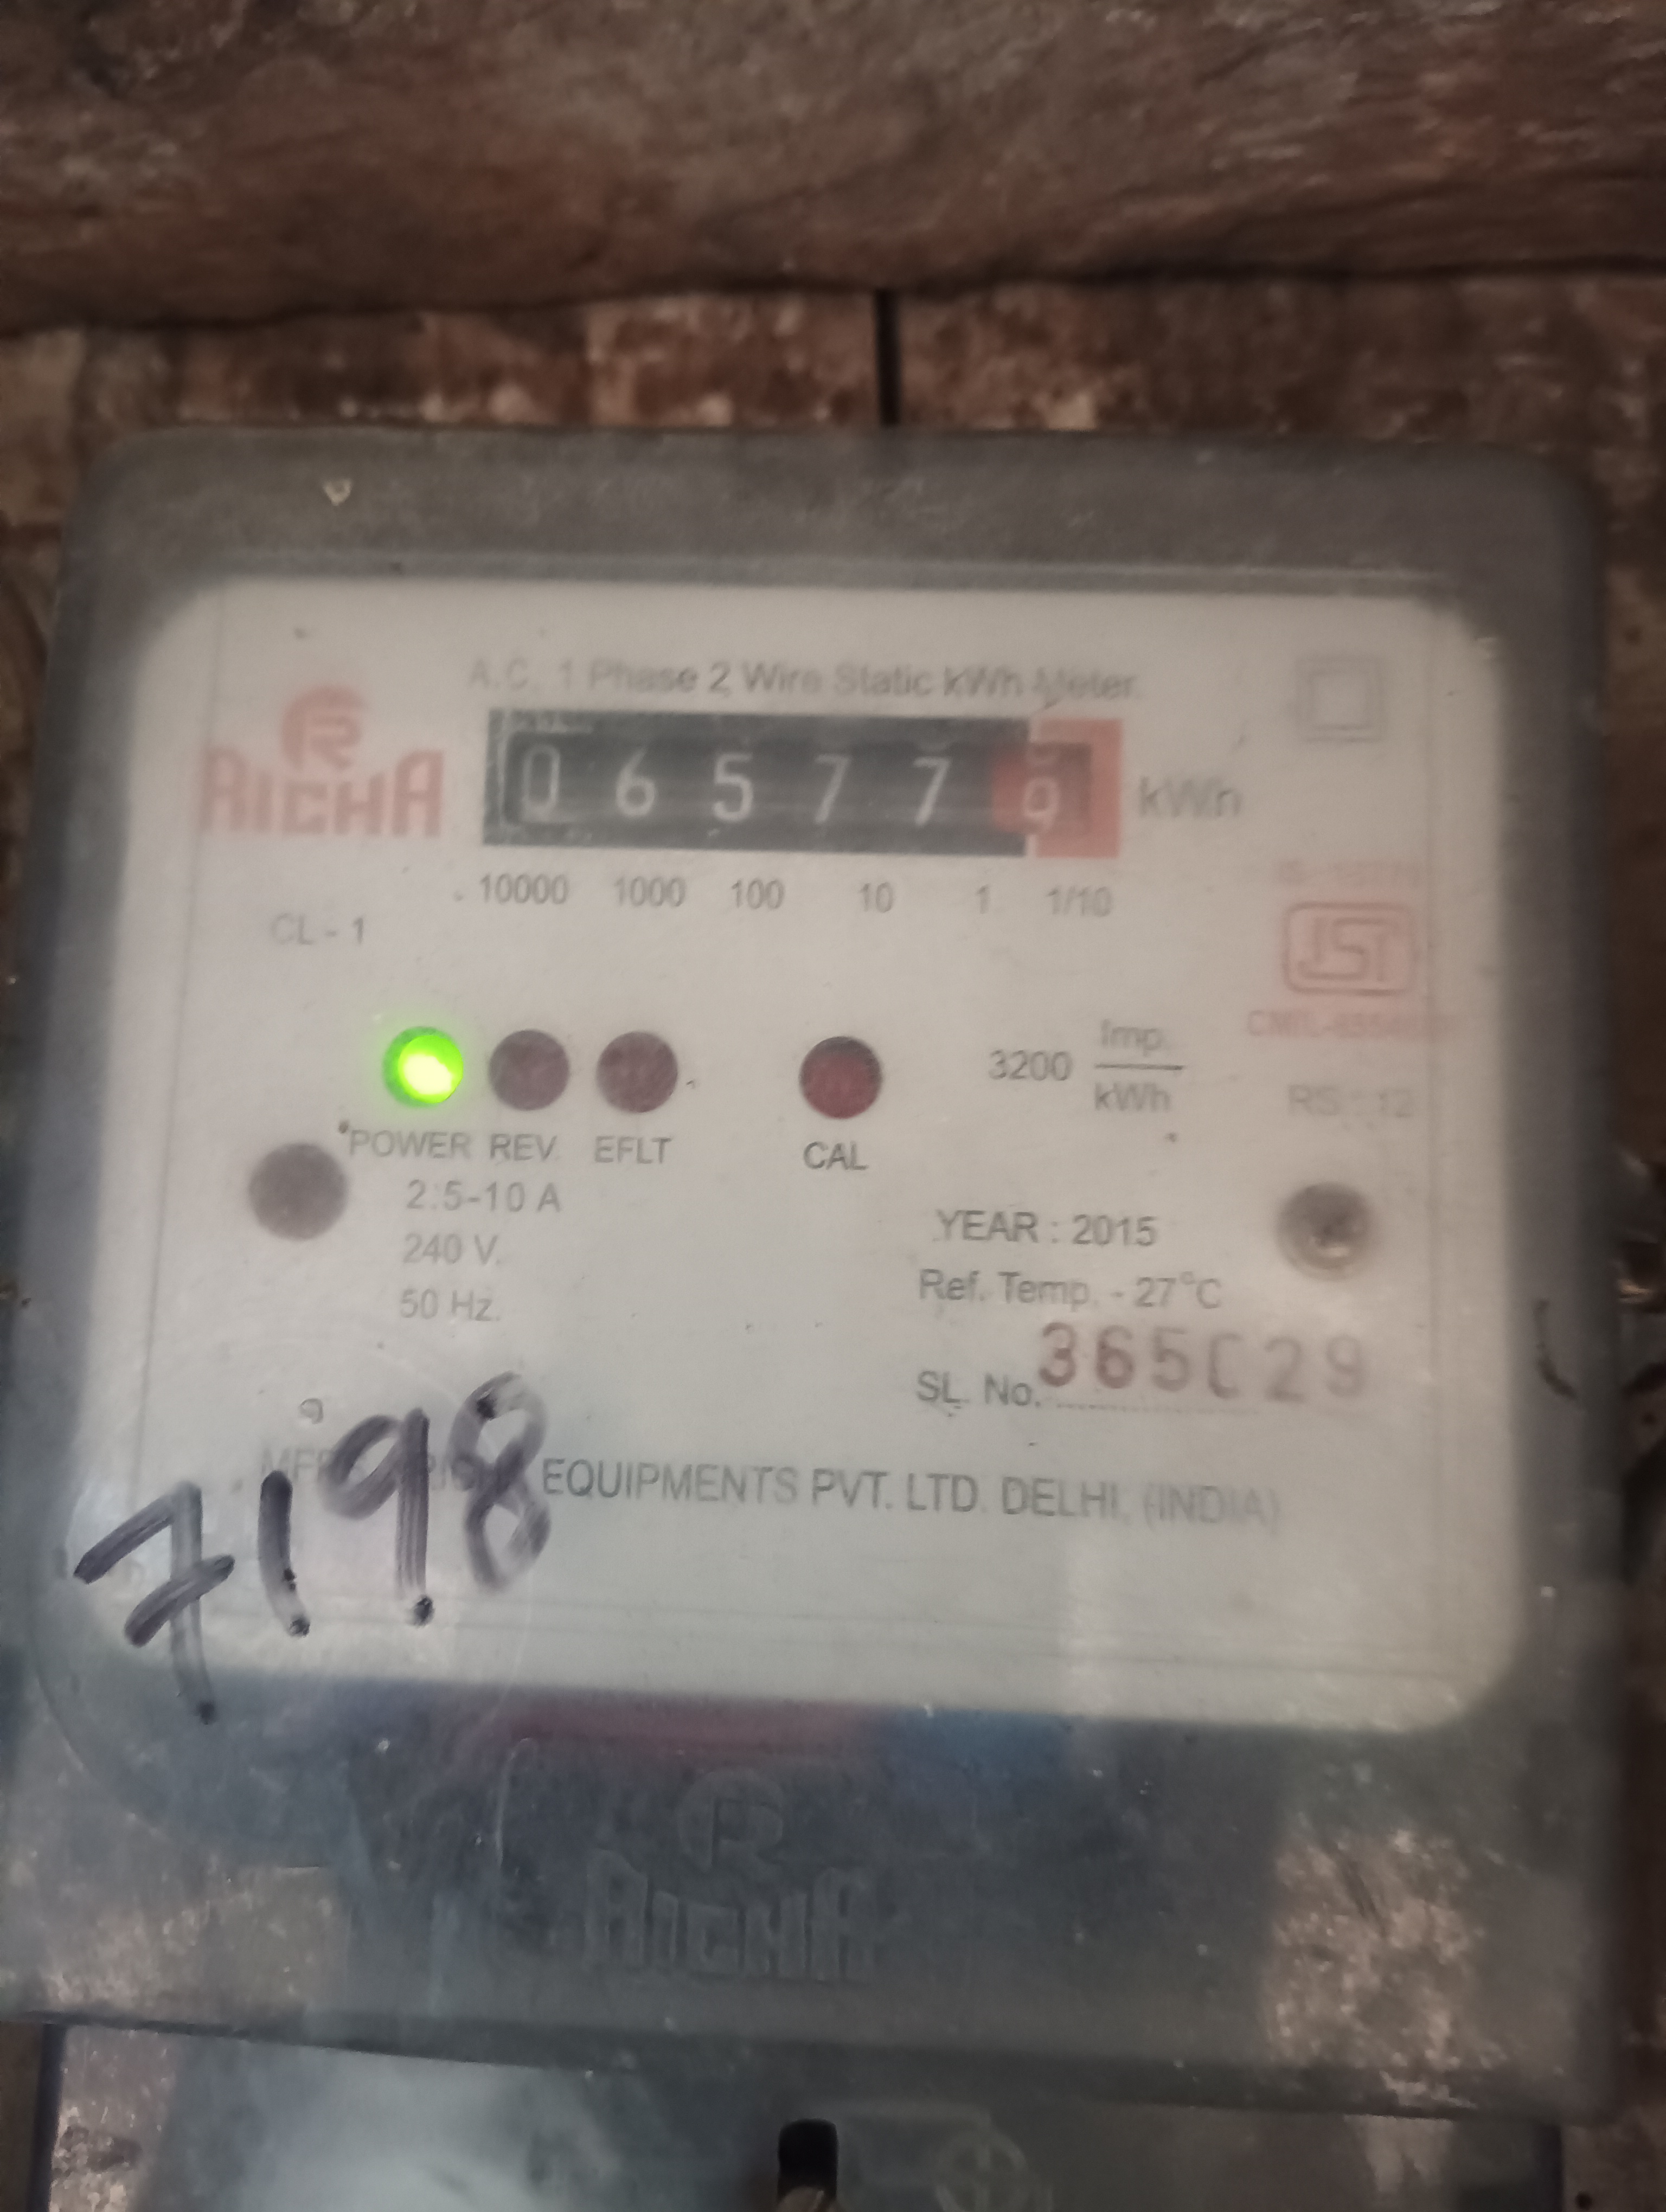 A.C. 1 Phase 2 Wire Static kWh Meter
R
RICHA
0 6 5 7 7 9 kWh
10000 1000 100 10 1 1/10
CL - 1
ISI
3200 Imp. / kWh
POWER REV. EFLT CAL
2.5-10 A
240 V.
50 Hz.
YEAR : 2015
Ref. Temp. - 27°C
SL. No. 365C29
7198
EQUIPMENTS PVT. LTD. DELHI, (INDIA)
R
RICHA